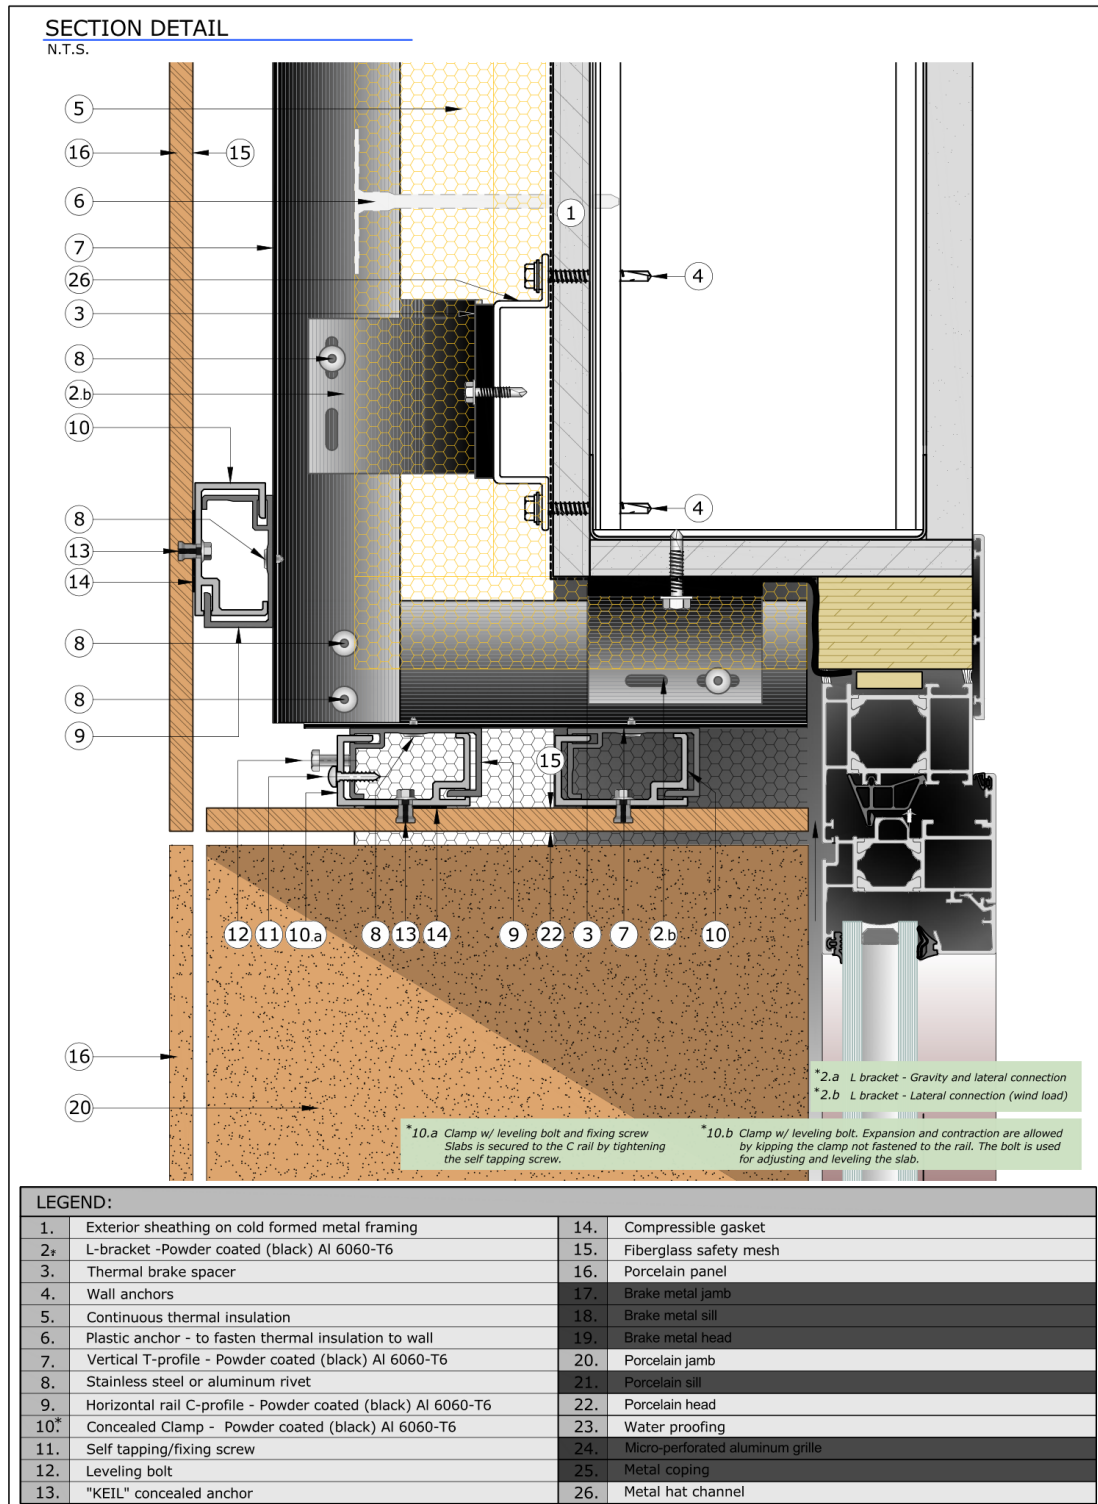 SECTION DETAIL
N.T.S.
5
16
15
6
1
7
26
4
3
8
2.b
10
4
8
13
14
8
8
9
15
12
11
10.a
8
13
14
9
22
3
7
2.b
10
16
20
*2.a L bracket - Gravity and lateral connection
*2.b L bracket - Lateral connection (wind load)
*10.a Clamp w/ leveling bolt and fixing screw
Slabs is secured to the C rail by tightening
the self tapping screw.
*10.b Clamp w/ leveling bolt. Expansion and contraction are allowed
by kipping the clamp not fastened to the rail. The bolt is used
for adjusting and leveling the slab.
LEGEND:
1. Exterior sheathing on cold formed metal framing
2* L-bracket -Powder coated (black) Al 6060-T6
3. Thermal brake spacer
4. Wall anchors
5. Continuous thermal insulation
6. Plastic anchor - to fasten thermal insulation to wall
7. Vertical T-profile - Powder coated (black) Al 6060-T6
8. Stainless steel or aluminum rivet
9. Horizontal rail C-profile - Powder coated (black) Al 6060-T6
10.* Concealed Clamp - Powder coated (black) Al 6060-T6
11. Self tapping/fixing screw
12. Leveling bolt
13. "KEIL" concealed anchor
14. Compressible gasket
15. Fiberglass safety mesh
16. Porcelain panel
17. Brake metal jamb
18. Brake metal sill
19. Brake metal head
20. Porcelain jamb
21. Porcelain sill
22. Porcelain head
23. Water proofing
24. Micro-perforated aluminum grille
25. Metal coping
26. Metal hat channel